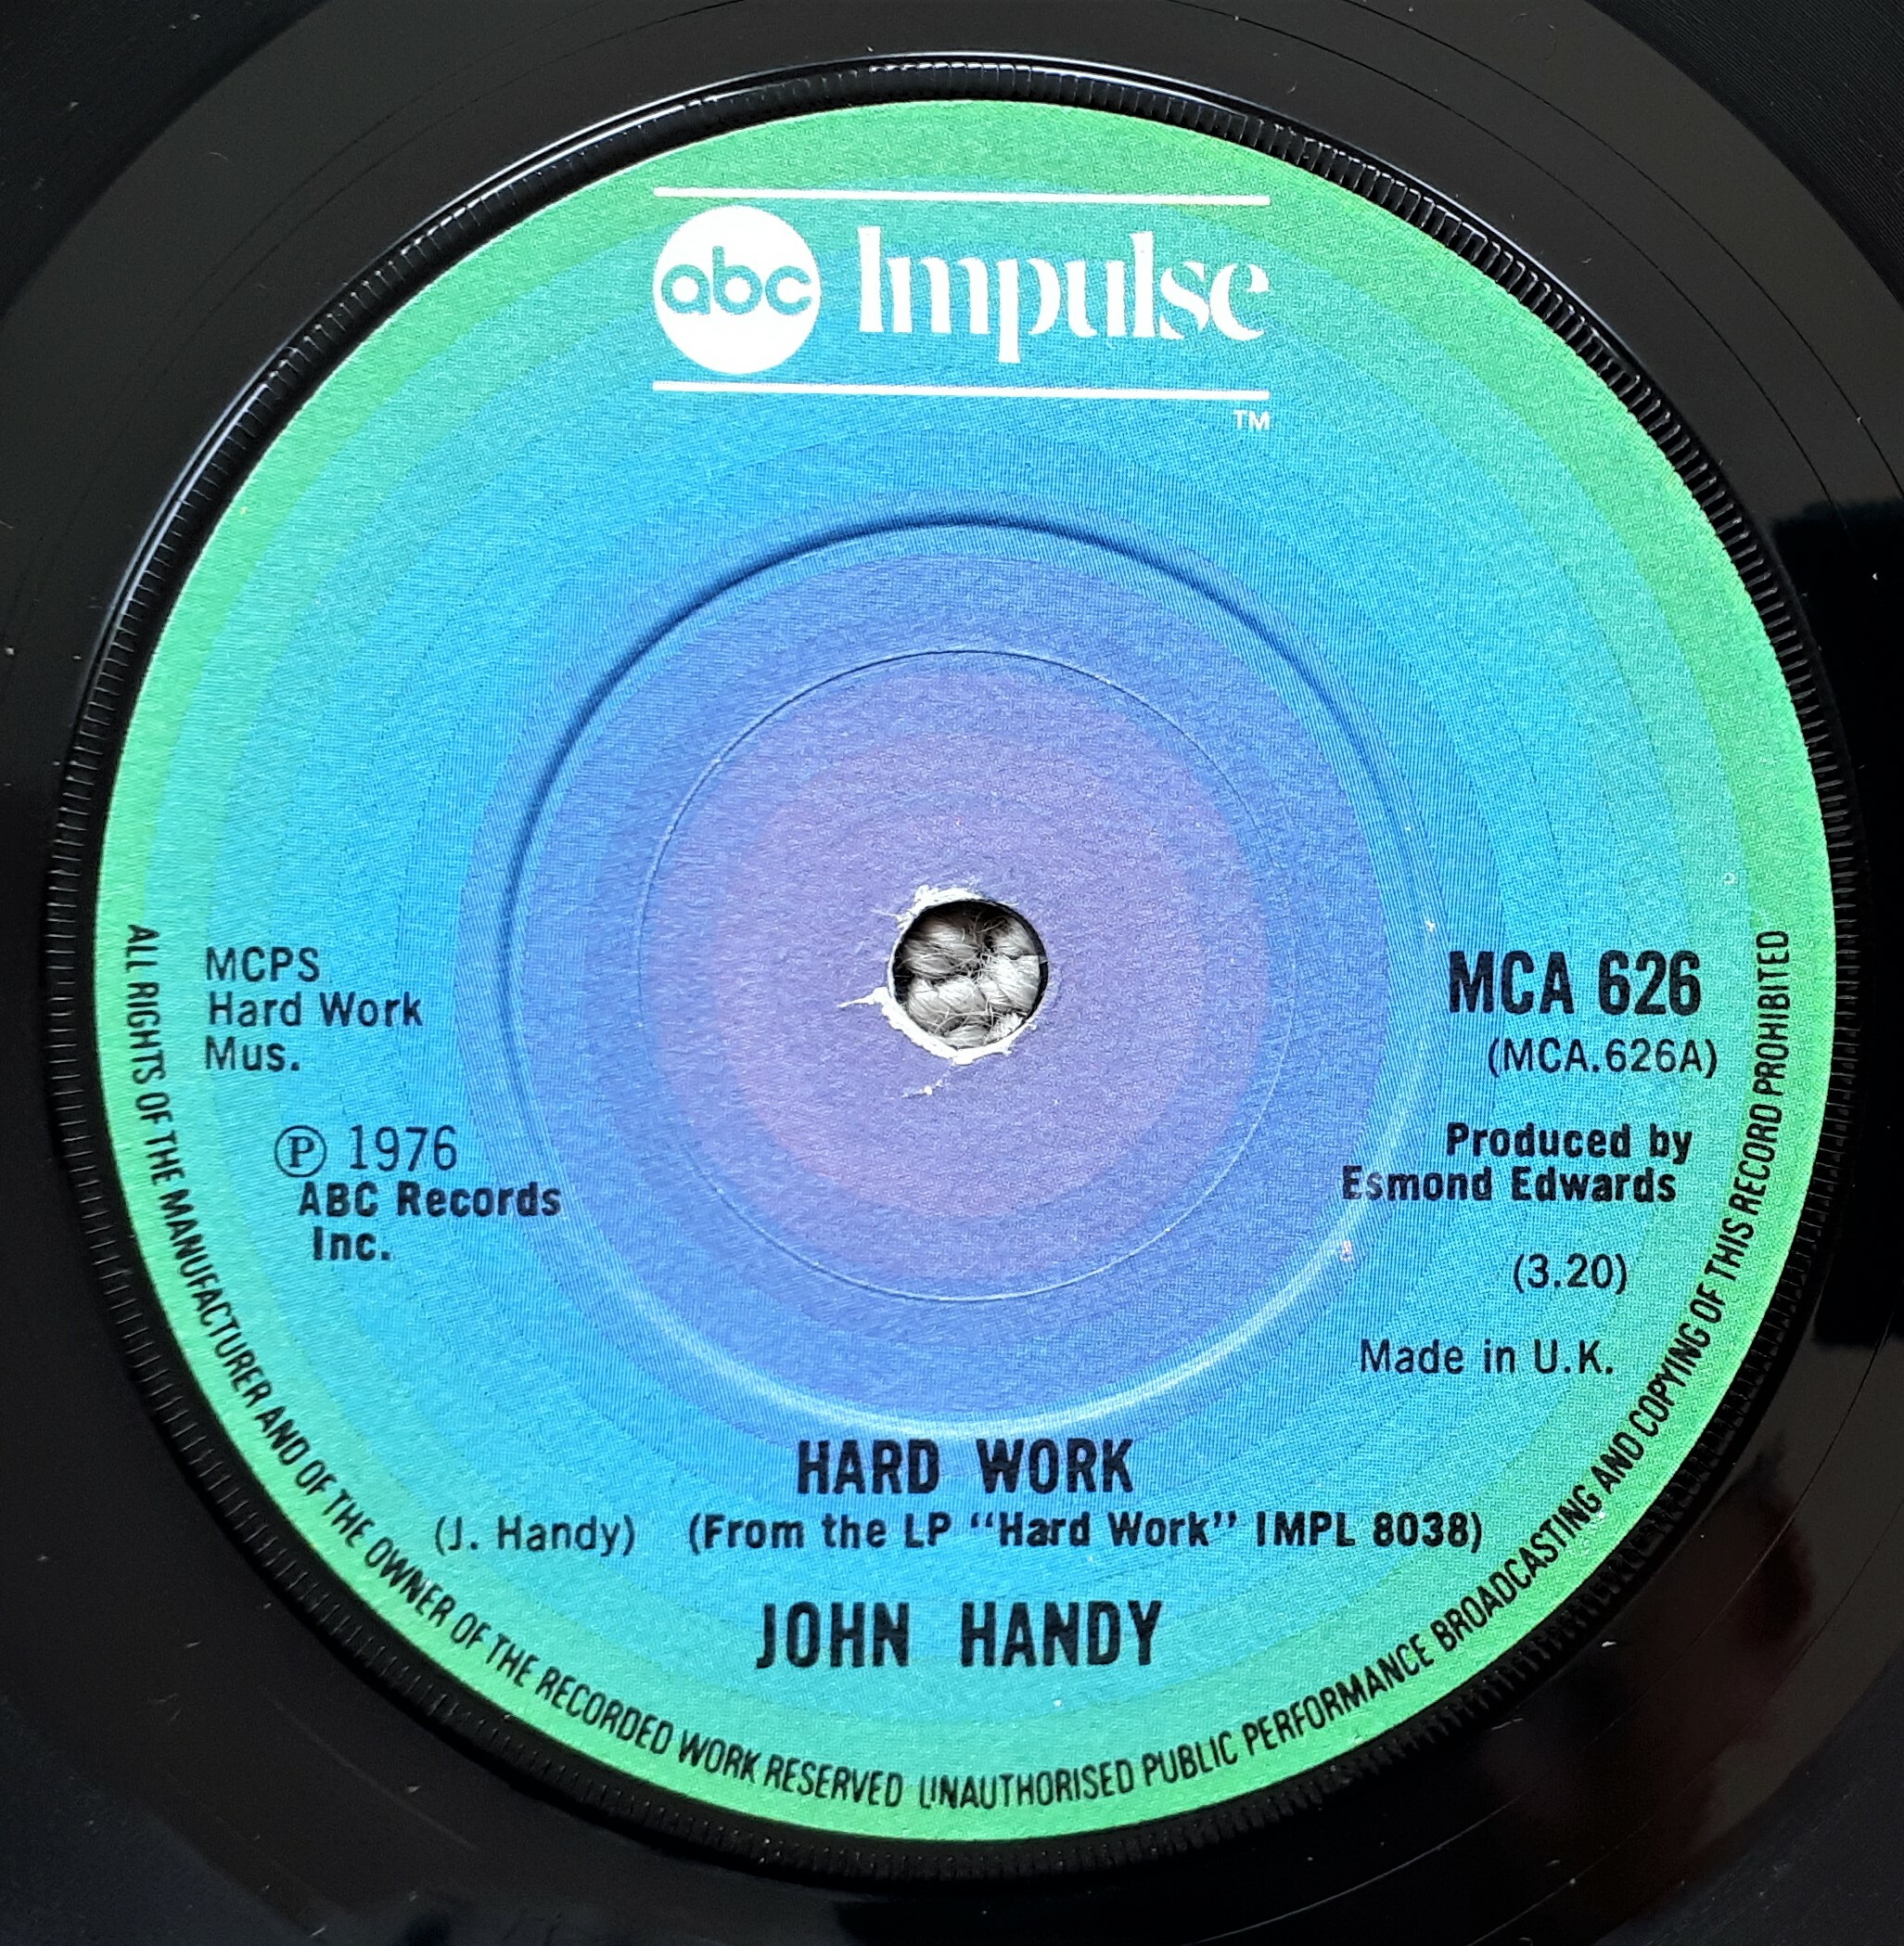 abc Impulse
TM
MCPS
Hard Work
Mus.
℗ 1976
ABC Records
Inc.
MCA 626
(MCA.626A)
Produced by
Esmond Edwards
(3.20)
Made in U.K.
HARD WORK
(J. Handy) (From the LP “Hard Work” IMPL 8038)
JOHN HANDY
ALL RIGHTS OF THE MANUFACTURER AND OF THE OWNER OF THE RECORDED WORK RESERVED UNAUTHORISED PUBLIC PERFORMANCE BROADCASTING AND COPYING OF THIS RECORD PROHIBITED